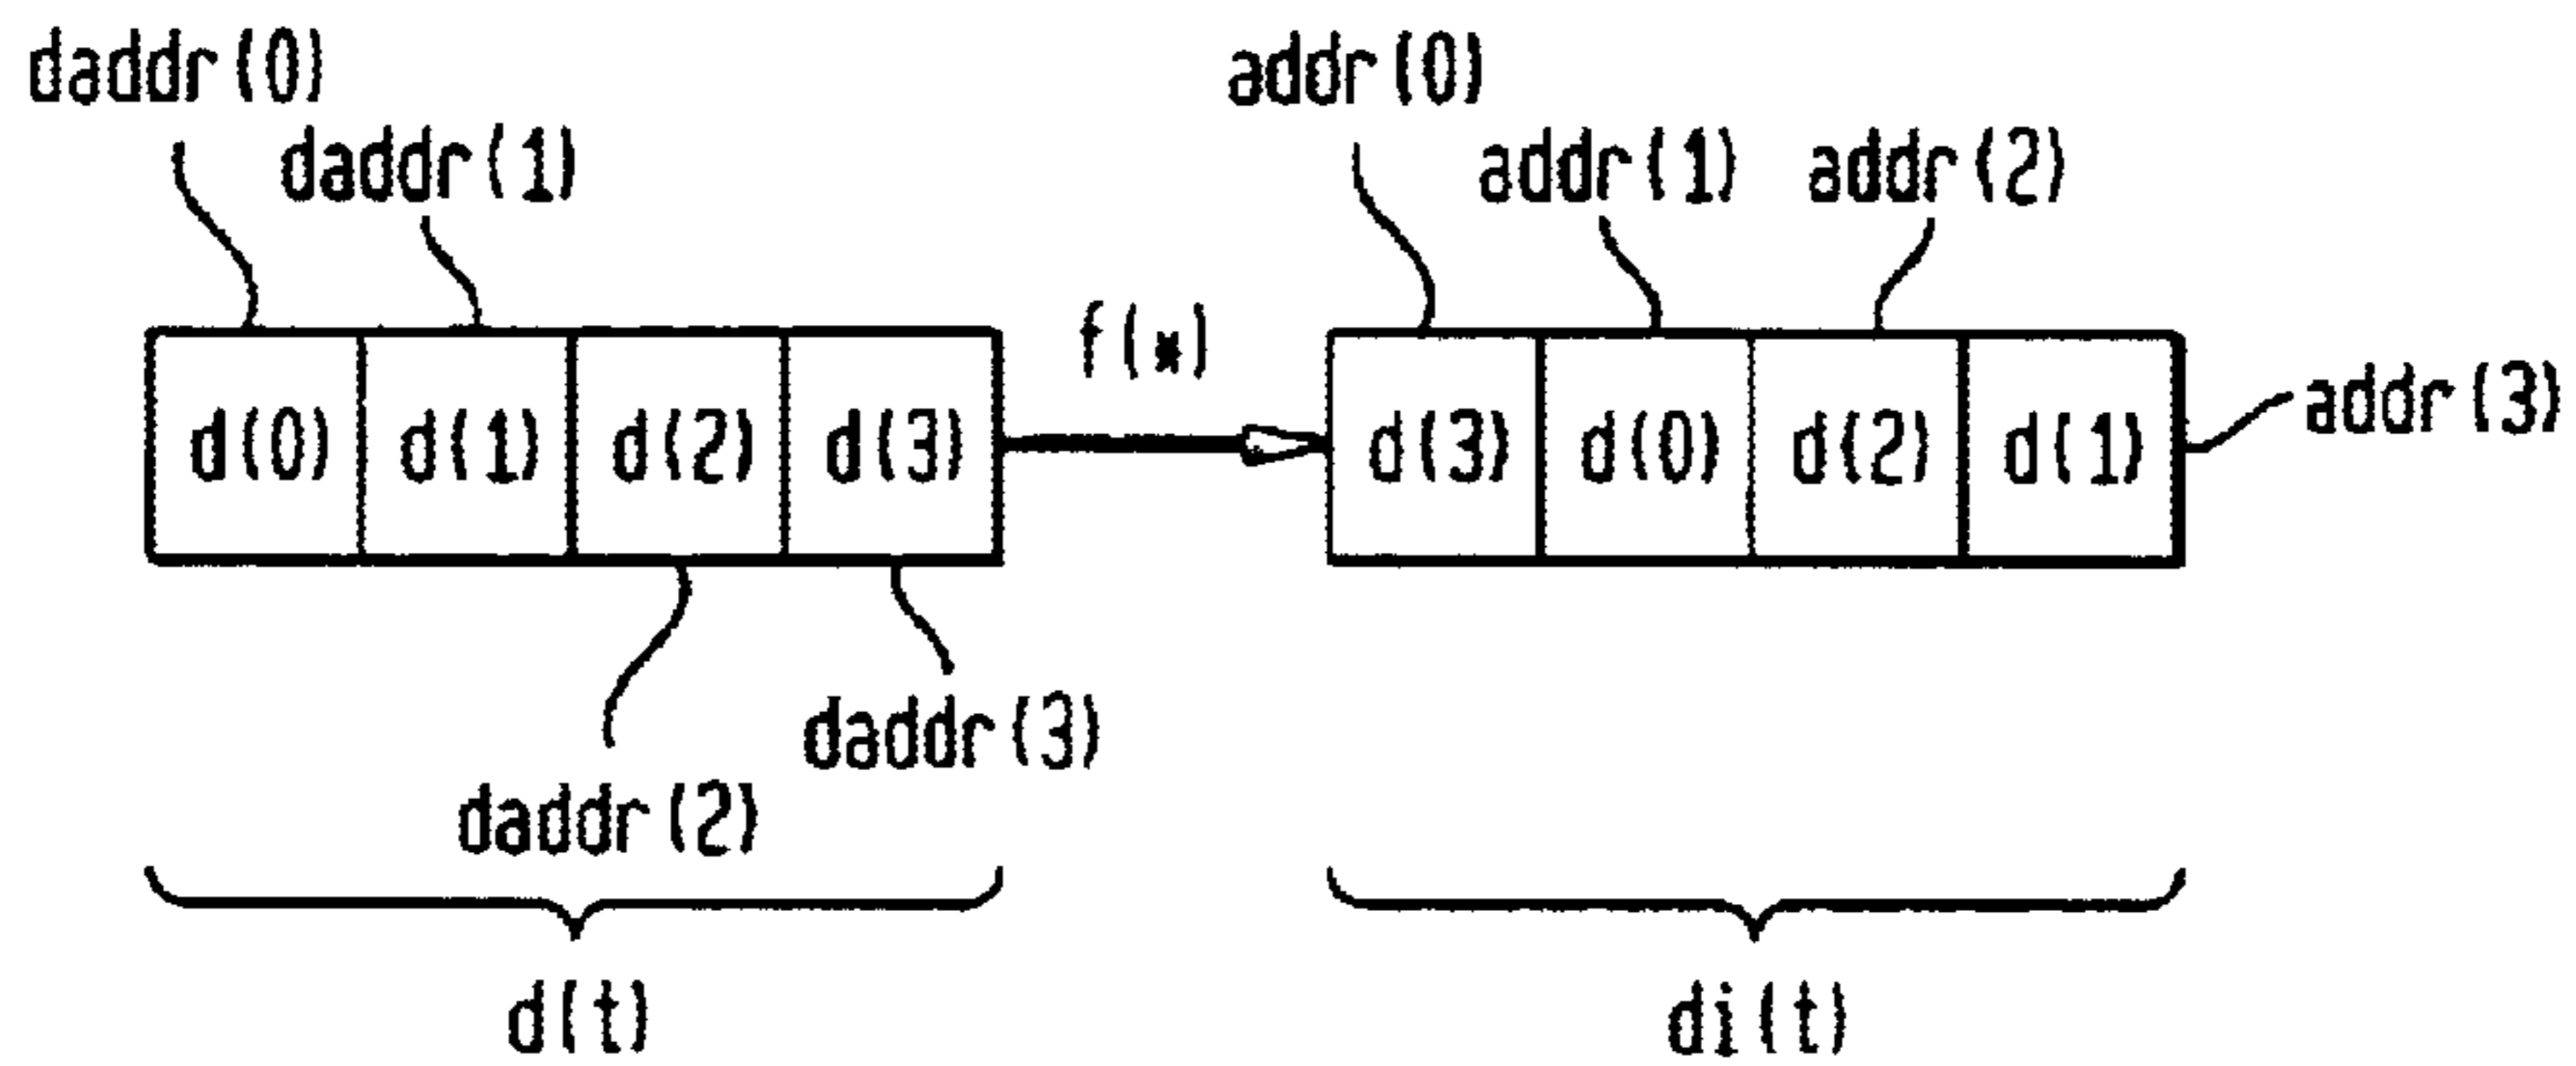 daddr(0)
addr(0)
daddr(1)
addr(1)
addr(2)
f(*)
d(0) d(1) d(2) d(3)
d(3) d(0) d(2) d(1)
addr(3)
daddr(3)
daddr(2)
d(t)
di(t)